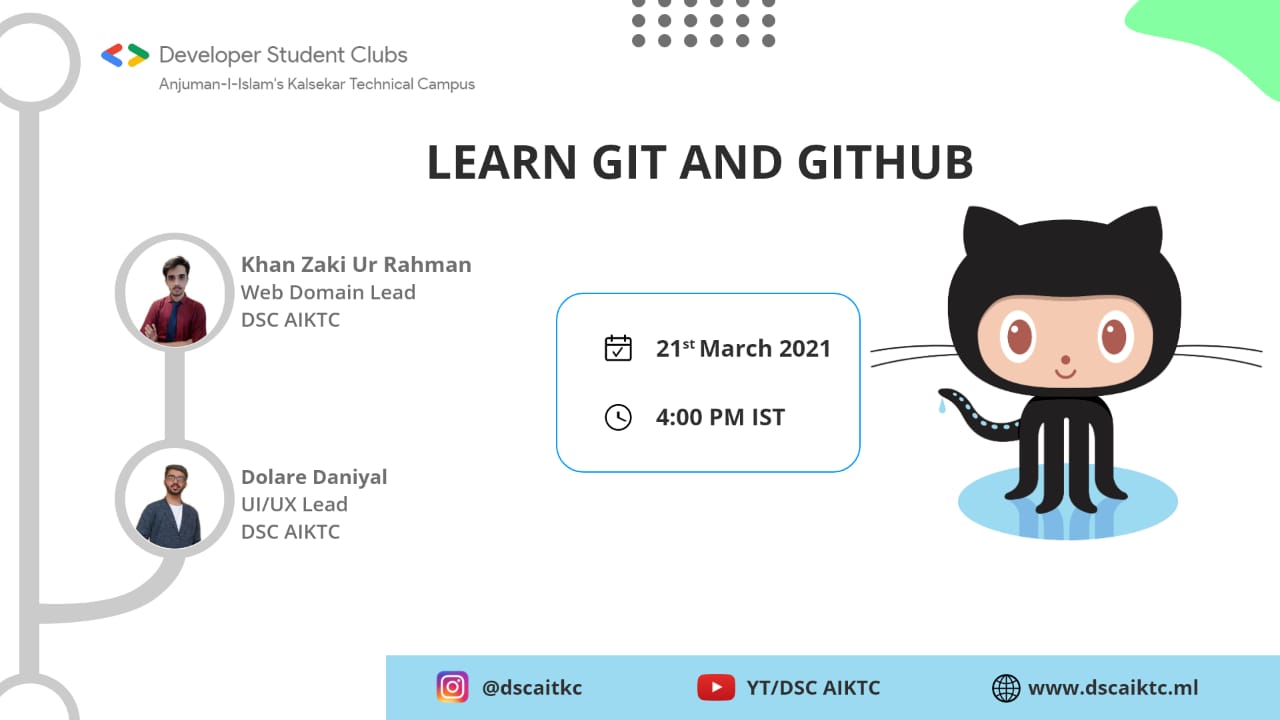 Developer Student Clubs
Anjuman-I-Islam's Kalsekar Technical Campus
LEARN GIT AND GITHUB
Khan Zaki Ur Rahman
Web Domain Lead
DSC AIKTC
21st March 2021
4:00 PM IST
Dolare Daniyal
UI/UX Lead
DSC AIKTC
@dscaitkc
YT/DSC AIKTC
www.dscaiktc.ml